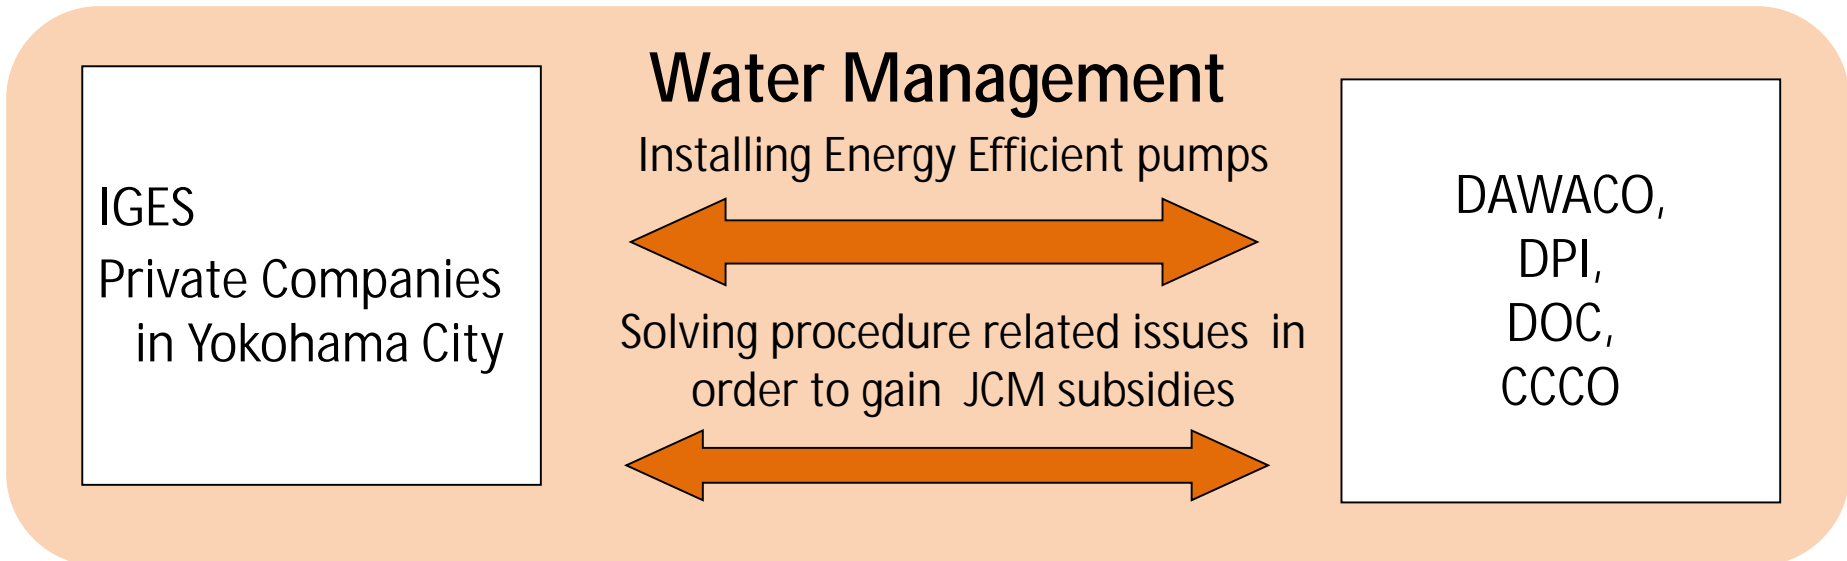 Water Management
Installing Energy Efficient pumps
IGES
Private Companies
in Yokohama City
Solving procedure related issues in
order to gain JCM subsidies
DAWACO,
DPI,
DOC,
CCCO